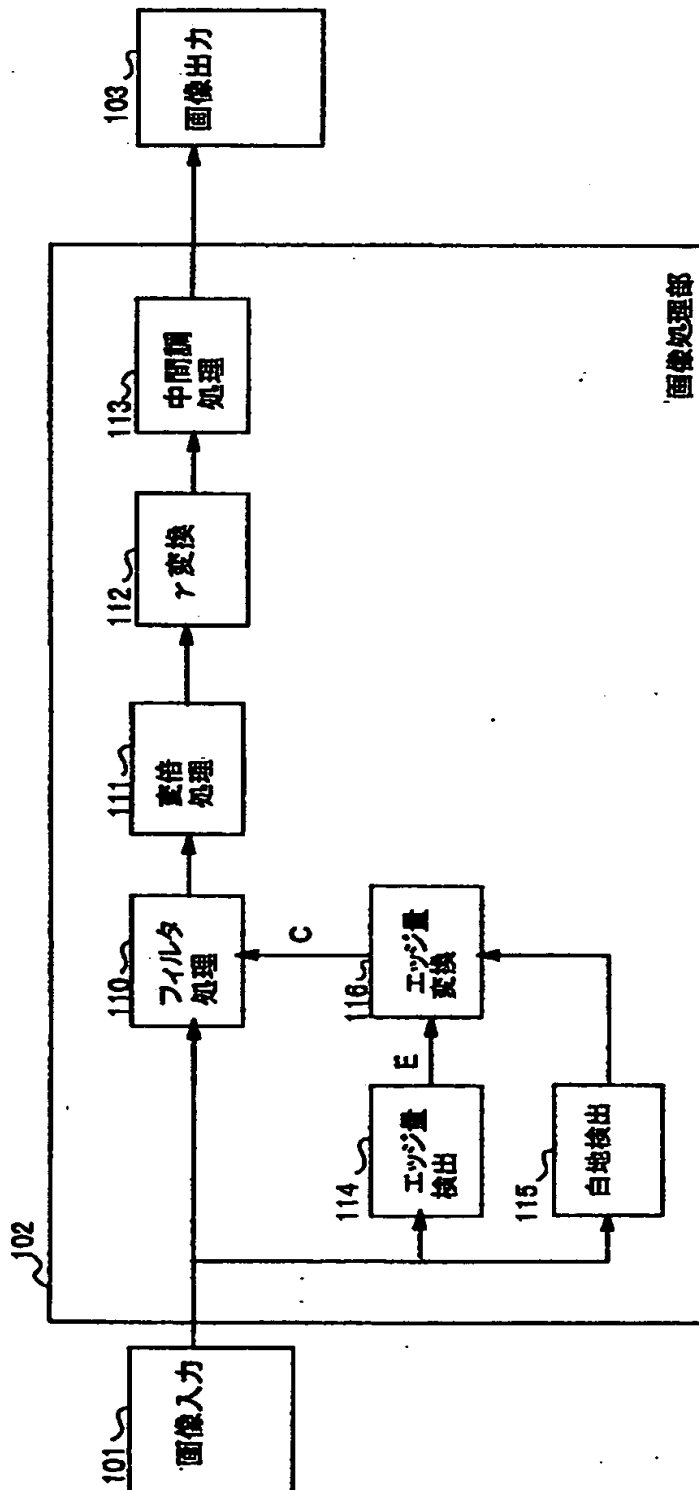 101
画像入力
102
画像処理部
110
フィルタ
処理
111
変倍
処理
112
γ変換
113
中間調
処理
103
画像出力
C
114
エッジ量
検出
E
116
エッジ量
変換
115
白地検出